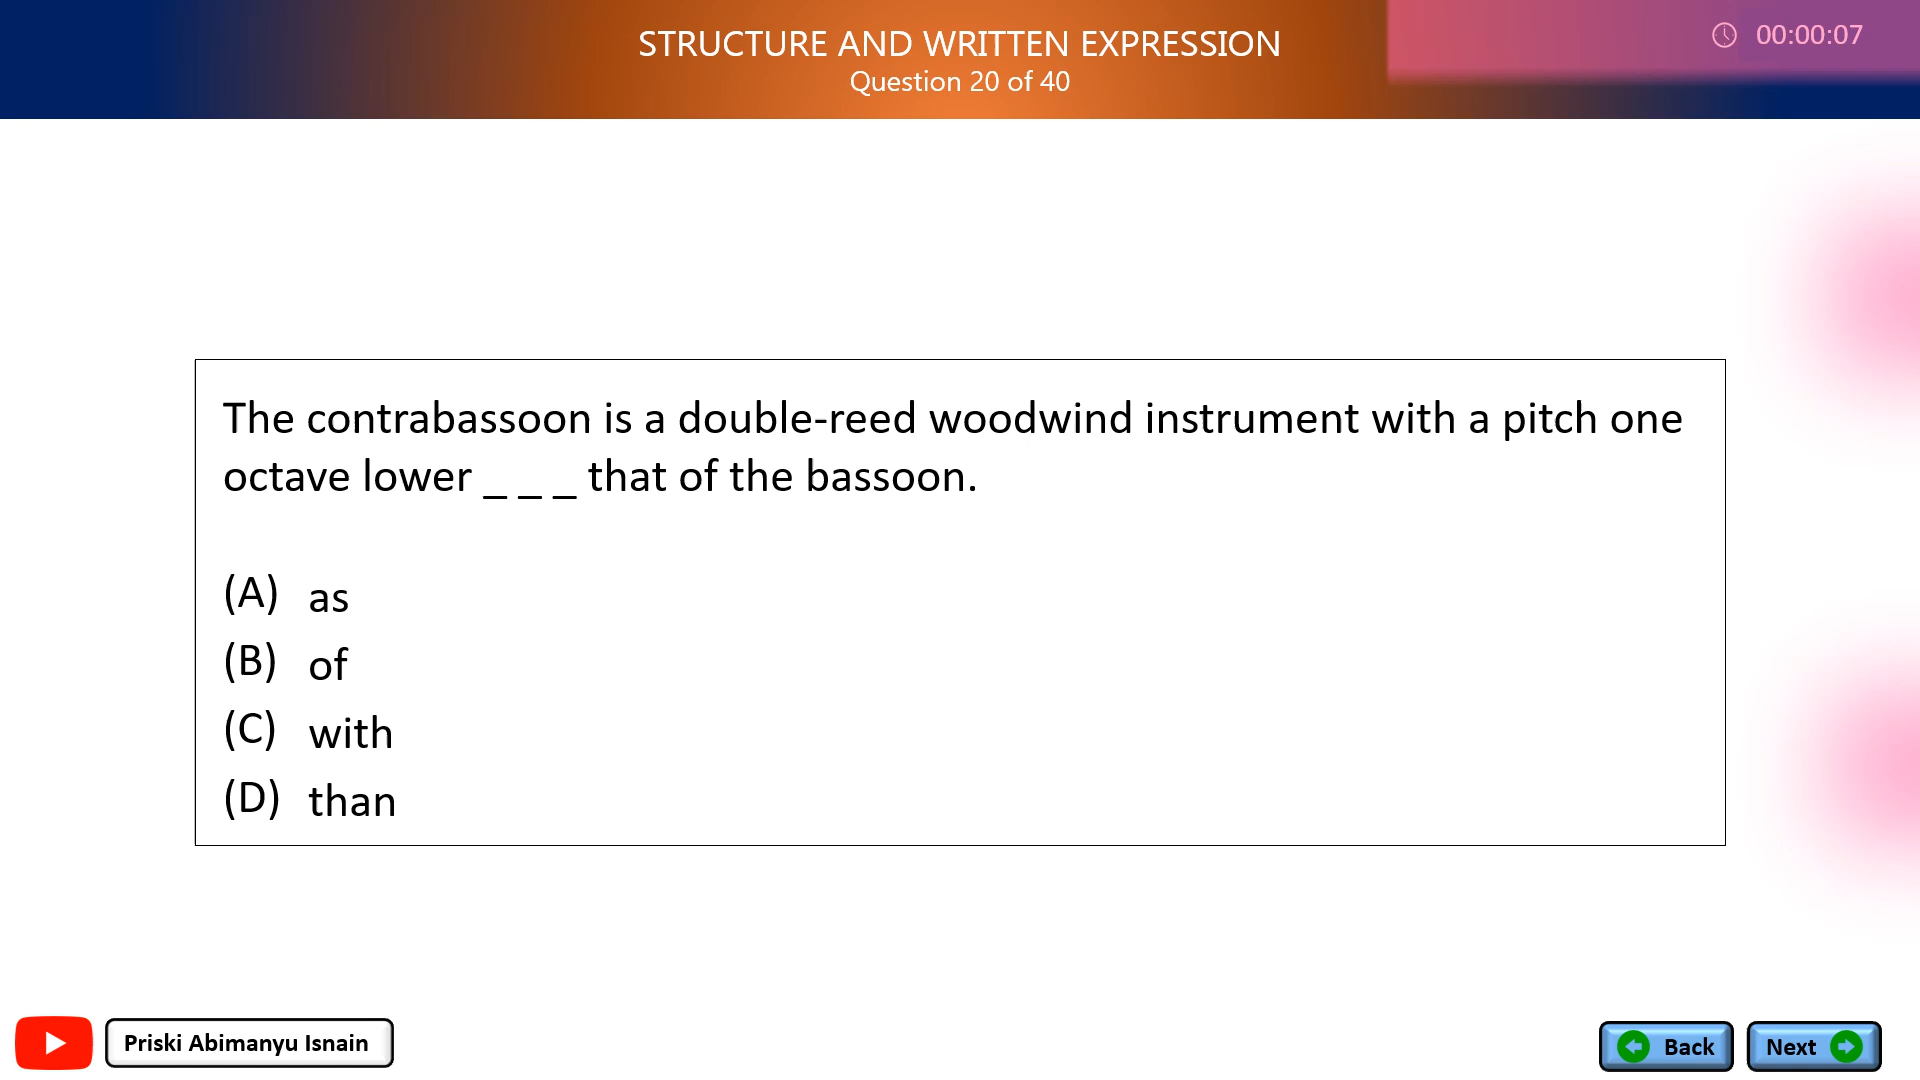 STRUCTURE AND WRITTEN EXPRESSION
Question 20 of 40
00:00:07
The contrabassoon is a double-reed woodwind instrument with a pitch one
octave lower _ _ _ that of the bassoon.
(A) as
(B) of
(C) with
(D) than
Priski Abimanyu Isnain
Back
Next